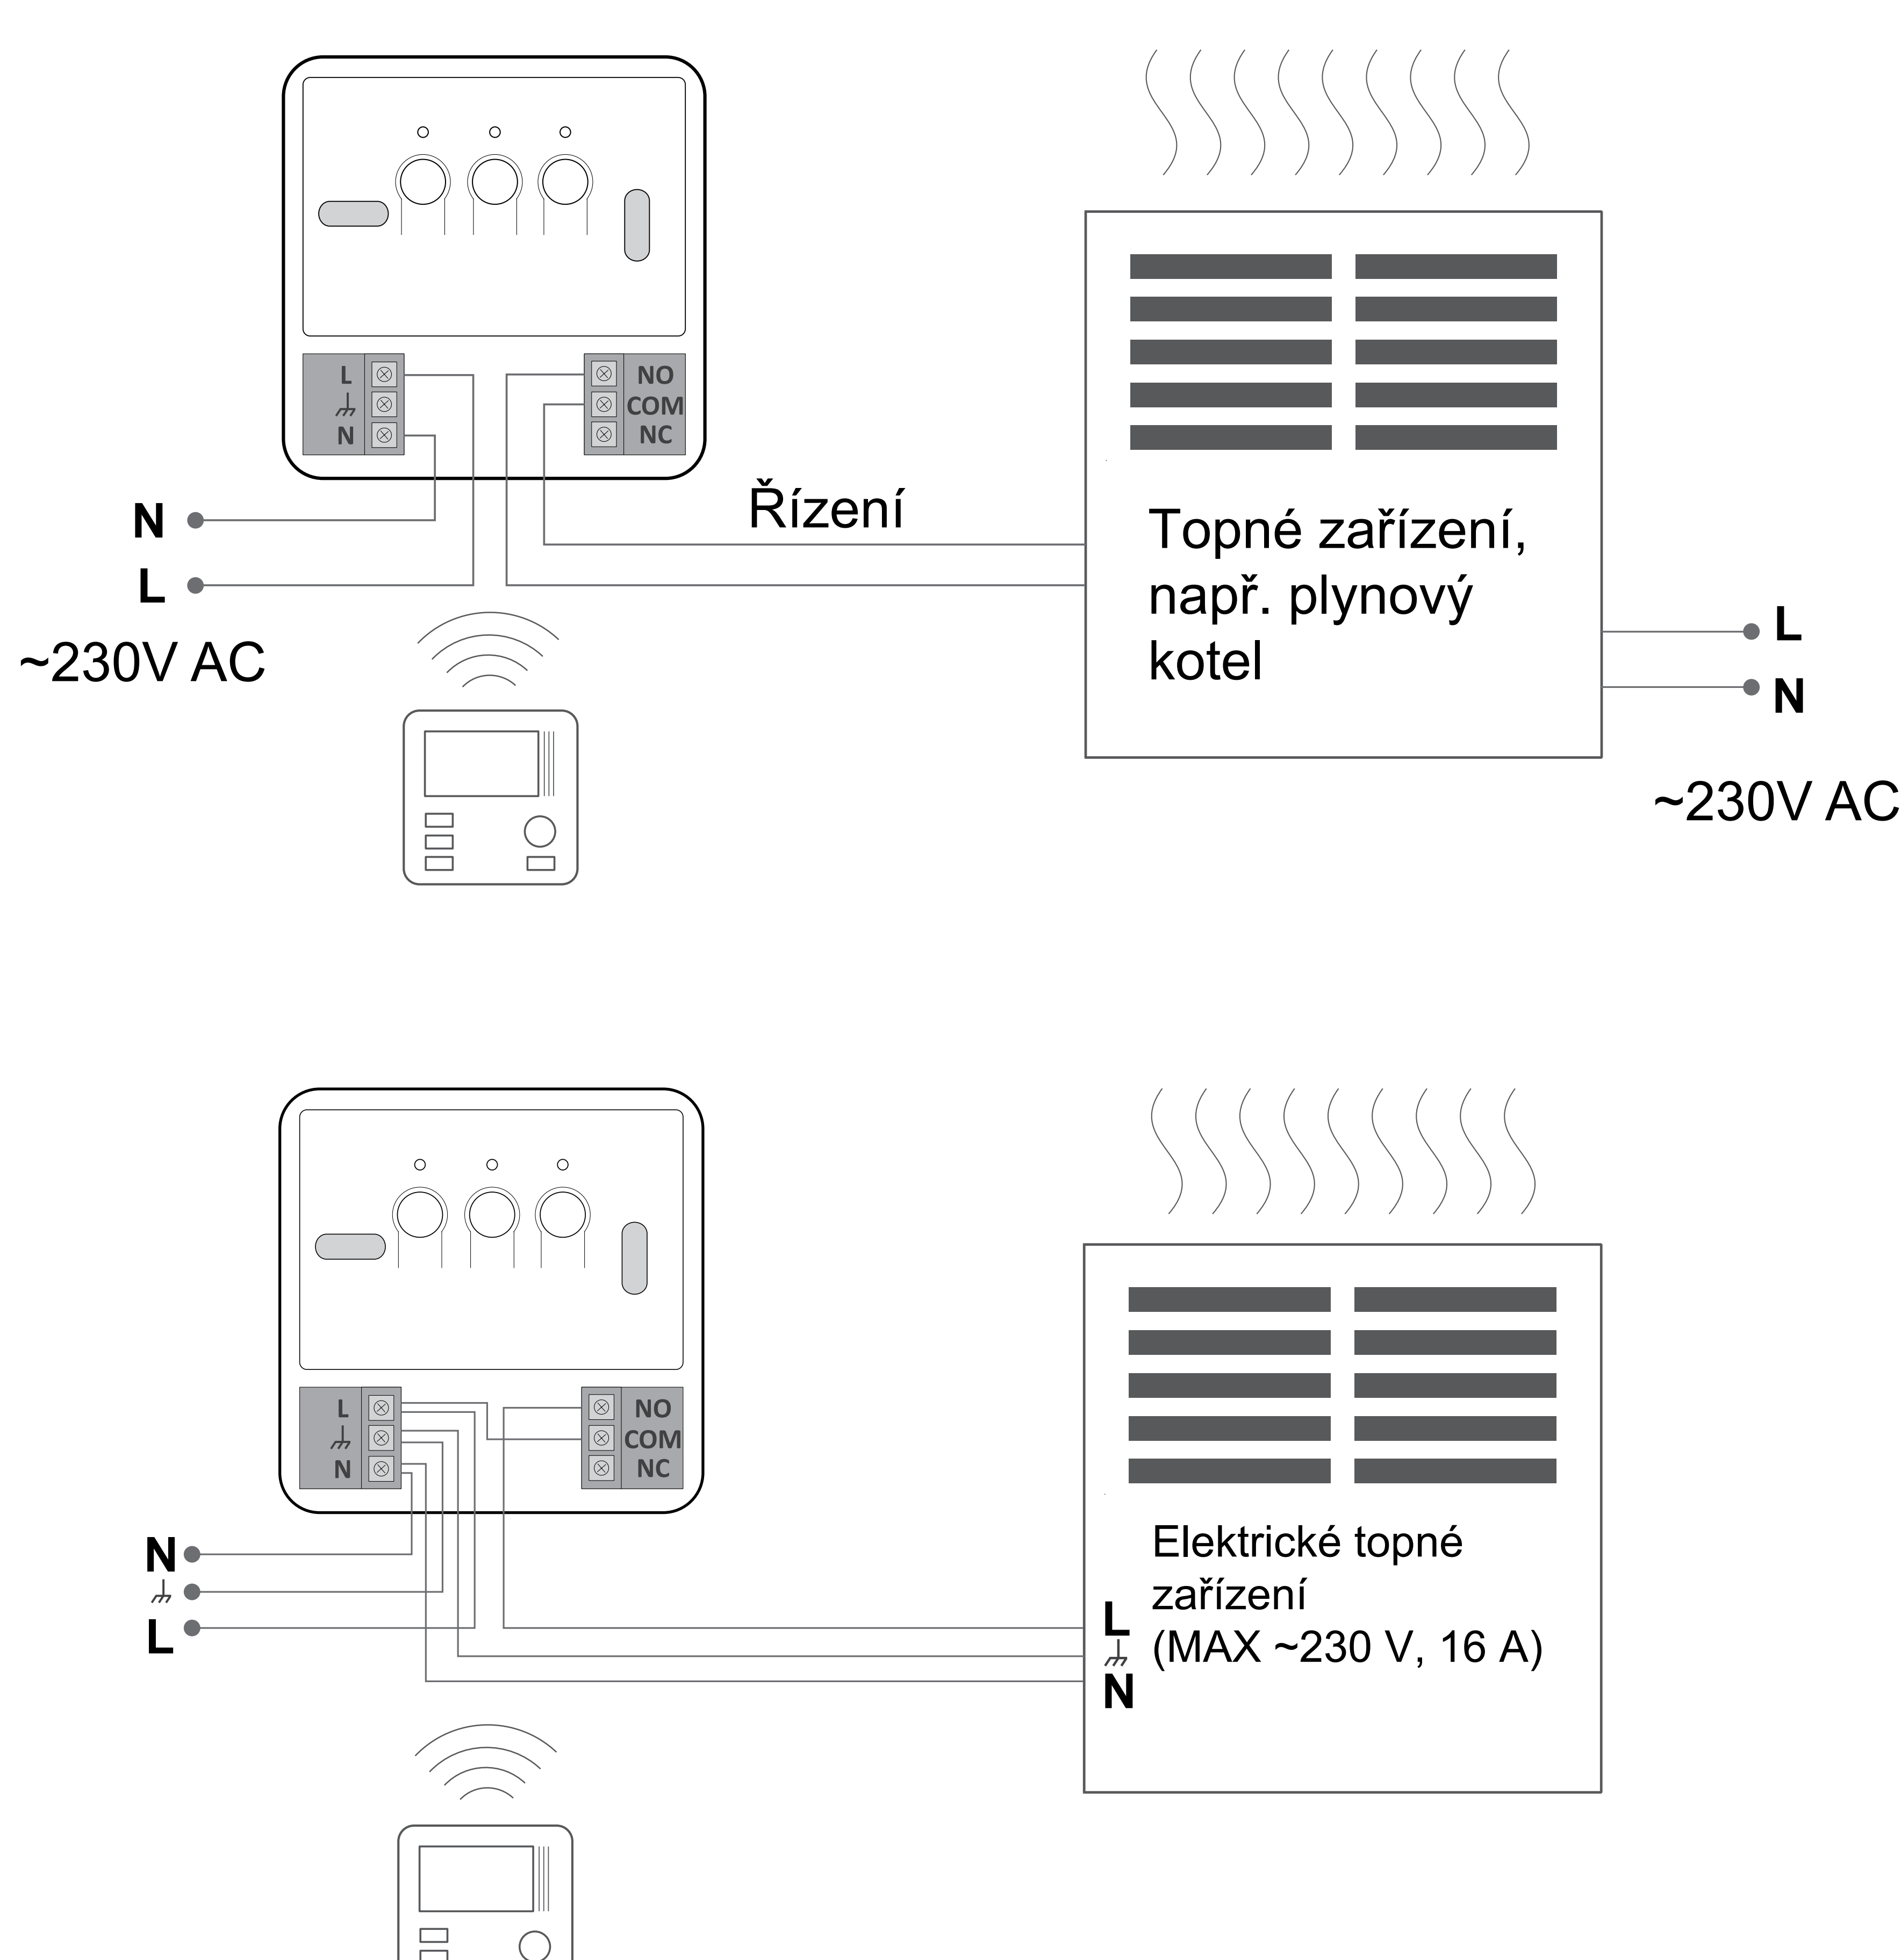 L
N
NO
COM
NC
N
L
~230V AC
Řízení
Topné zařízení,
např. plynový
kotel
L
N
~230V AC
L
N
NO
COM
NC
N
L
Elektrické topné
zařízení
(MAX ~230 V, 16 A)
L
N